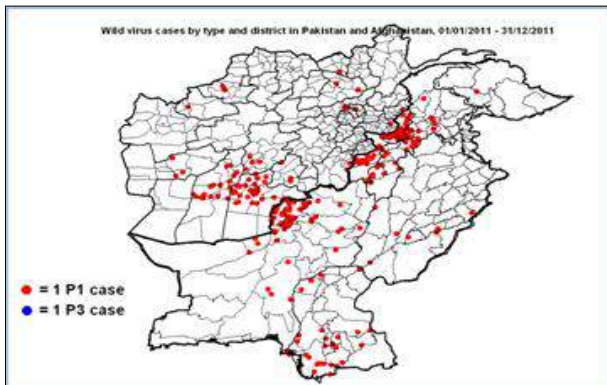 Wild virus cases by type and district in Pakistan and Afghanistan, 01/01/2011 - 31/12/2011
= 1 P1 case
= 1 P3 case